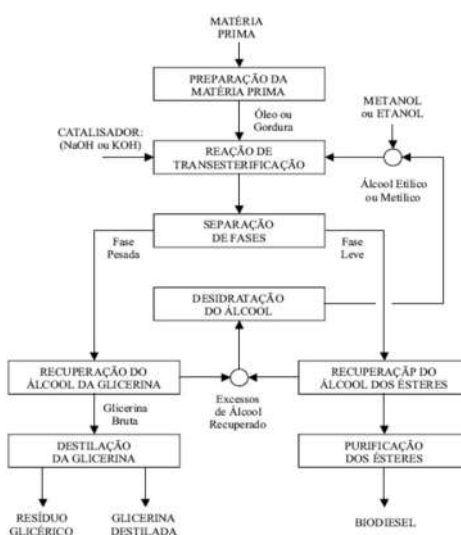 MATÉRIA
PRIMA
PREPARAÇÃO DA
MATÉRIA PRIMA
METANOL
ou ETANOL
Óleo ou
Gordura
CATALISADOR:
(NaOH ou KOH)
REAÇÃO DE
TRANSESTERIFICAÇÃO
Álcool Etílico
ou Metílico
SEPARAÇÃO
DE FASES
Fase
Pesada
Fase
Leve
DESIDRATAÇÃO
DO ÁLCOOL
RECUPERAÇÃO DO
ÁLCOOL DA GLICERINA
RECUPERAÇÃP DO
ÁLCOOL DOS ÉSTERES
Glicerina
Bruta
Excessos
de Álcool
Recuperado
DESTILAÇÃO
DA GLICERINA
PURIFICAÇÃO
DOS ÉSTERES
RESÍDUO
GLICÉRICO
GLICERINA
DESTILADA
BIODIESEL